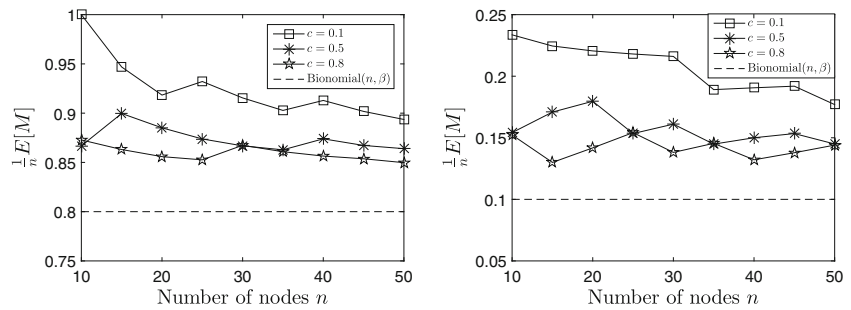 1
0.95
0.9
0.85
0.8
0.75
10
20
30
40
50
Number of nodes n
1/n E[M]
c = 0.1
c = 0.5
c = 0.8
Bionomial(n, β)
0.25
0.2
0.15
0.1
0.05
10
20
30
40
50
Number of nodes n
1/n E[M]
c = 0.1
c = 0.5
c = 0.8
Bionomial(n, β)